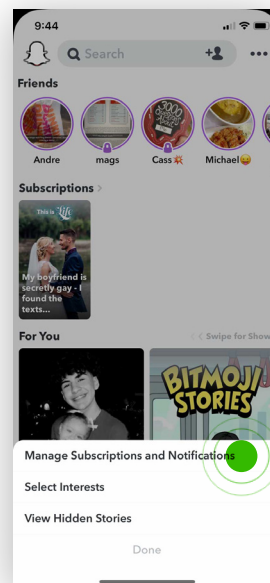 9:44
Search
Friends
Andre
mags
Cass💥
Michael😄
Subscriptions >
This is Life
My boyfriend is
secretly gay - I
found the
texts...
For You
Swipe for Show
BITMOJI
STORIES
Manage Subscriptions and Notifications
Select Interests
View Hidden Stories
Done